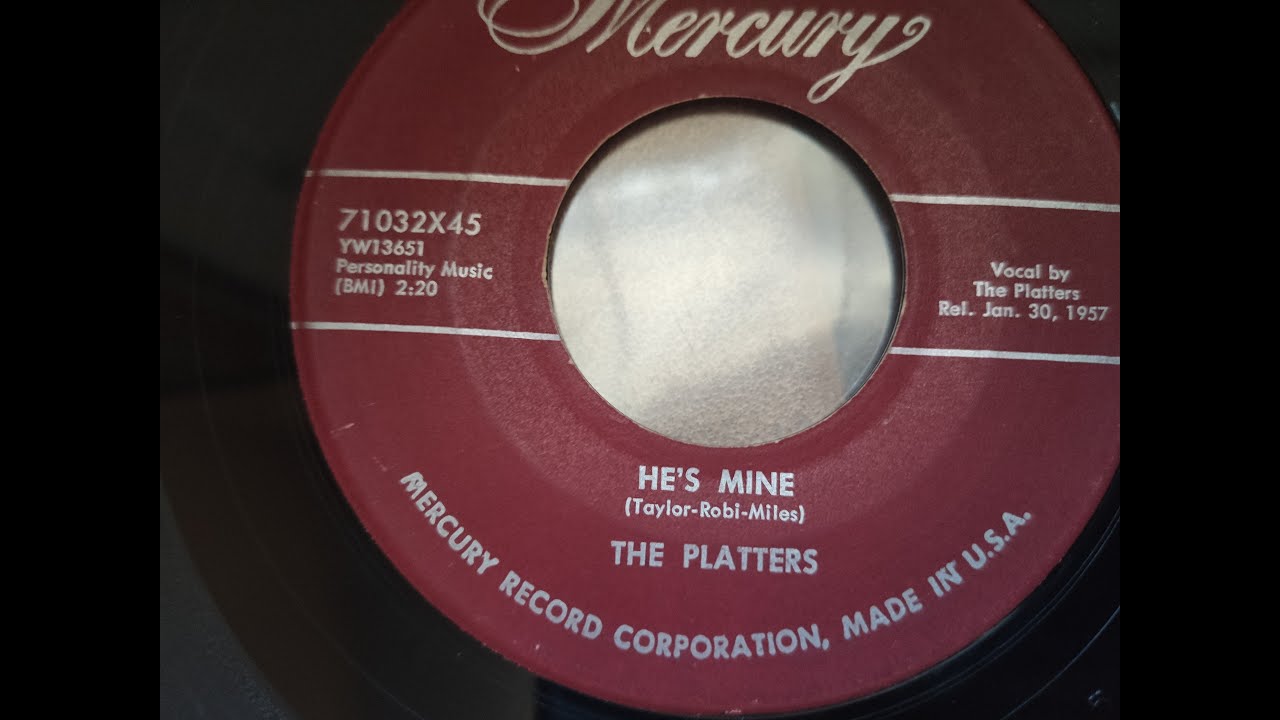 Mercury
71032X45
YW13651
Personality Music
(BMI) 2:20
Vocal by
The Platters
Rel. Jan. 30, 1957
HE'S MINE
(Taylor-Robi-Miles)
THE PLATTERS
MERCURY RECORD CORPORATION, MADE IN U.S.A.